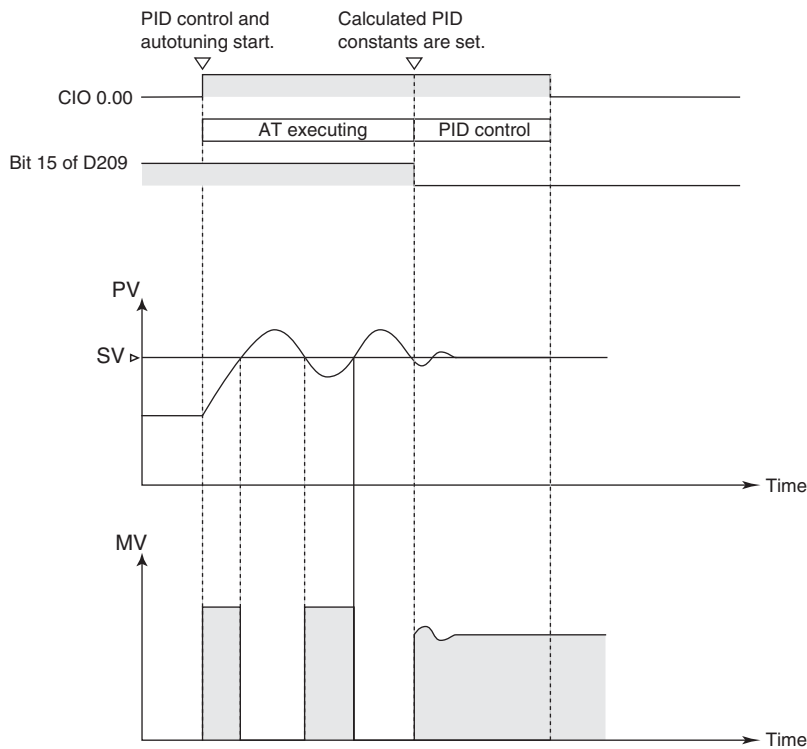 PID control and
autotuning start.
Calculated PID
constants are set.
CIO 0.00
AT executing
PID control
Bit 15 of D209
PV
SV
Time
MV
Time